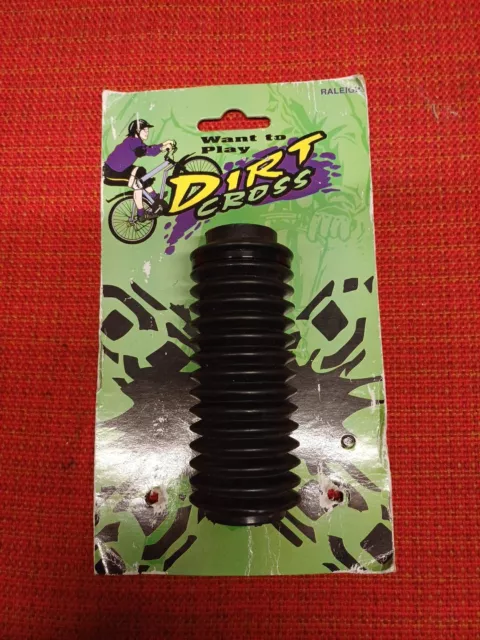 RALEIGH
Want to
Play
DIRT
CROSS